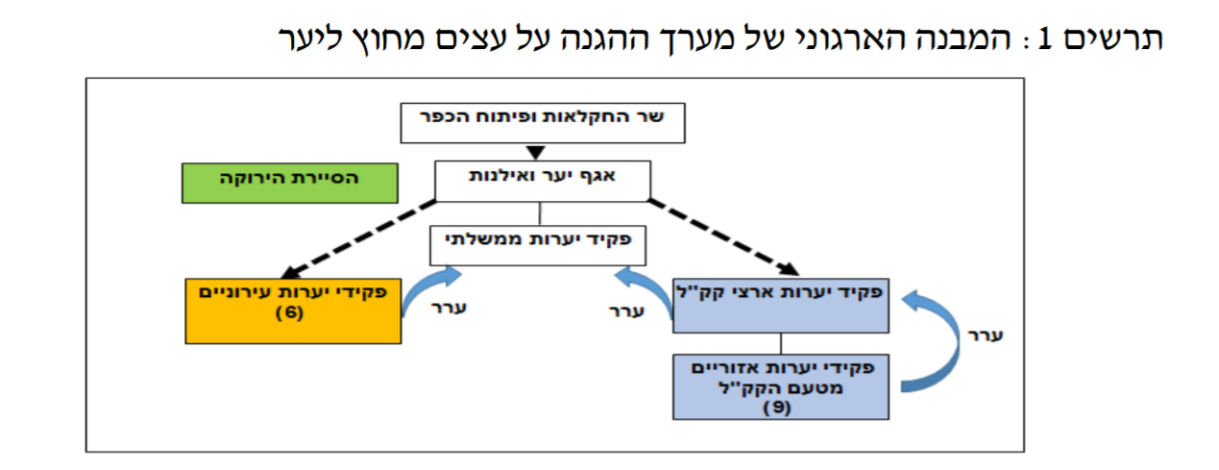 תרשים 1: המבנה הארגוני של מערך ההגנה על עצים מחוץ ליער
שר החקלאות ופיתוח הכפר
אגף יער ואילנות
הסיירת הירוקה
פקיד יערות ממשלתי
פקידי יערות עירוניים
(6)
ערר
ערר
פקיד יערות ארצי קק"ל
ערר
פקידי יערות אזוריים
מטעם הקק"ל
(9)